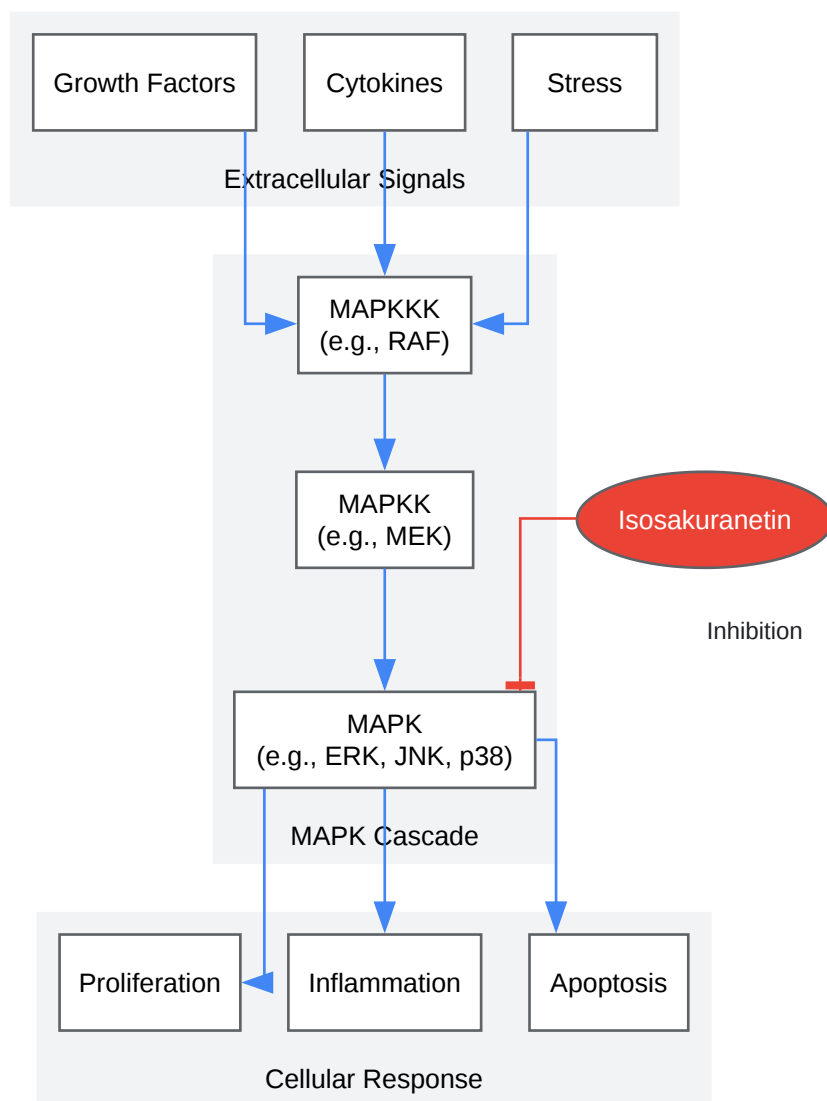 Growth Factors
Cytokines
Stress
Extracellular Signals
MAPKKK
(e.g., RAF)
MAPKK
(e.g., MEK)
Isosakuranetin
Inhibition
MAPK
(e.g., ERK, JNK, p38)
MAPK Cascade
Proliferation
Inflammation
Apoptosis
Cellular Response